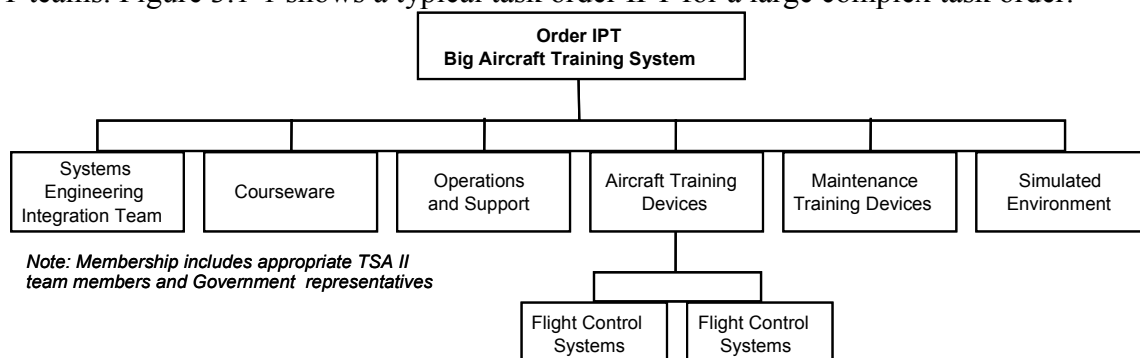 teams. Figure 3.1-1 shows a typical task order IPT for a large complex task order.
Order IPT
Big Aircraft Training System
Systems
Engineering
Integration Team
Courseware
Operations
and Support
Aircraft Training
Devices
Maintenance
Training Devices
Simulated
Environment
Note: Membership includes appropriate TSA II
team members and Government representatives
Flight Control
Systems
Flight Control
Systems